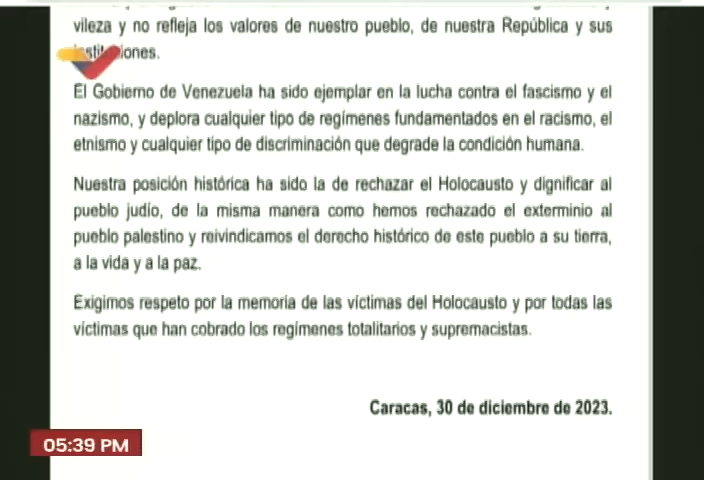 vileza y no refleja los valores de nuestro pueblo, de nuestra República y sus
El Gobierno de Venezuela ha sido ejemplar en la lucha contra el fascismo y el
nazismo, y deplora cualquier tipo de regímenes fundamentados en el racismo, el
etnismo y cualquier tipo de discriminación que degrade la condición humana.
Nuestra posición histórica ha sido la de rechazar el Holocausto y dignificar al
pueblo judío, de la misma manera como hemos rechazado el exterminio al
pueblo palestino y reivindicamos el derecho histórico de este pueblo a su tierra,
a la vida y a la paz.
Exigimos respeto por la memoria de las víctimas del Holocausto y por todas las
víctimas que han cobrado los regímenes totalitarios y supremacistas.
Caracas, 30 de diciembre de 2023.
05:39 PM